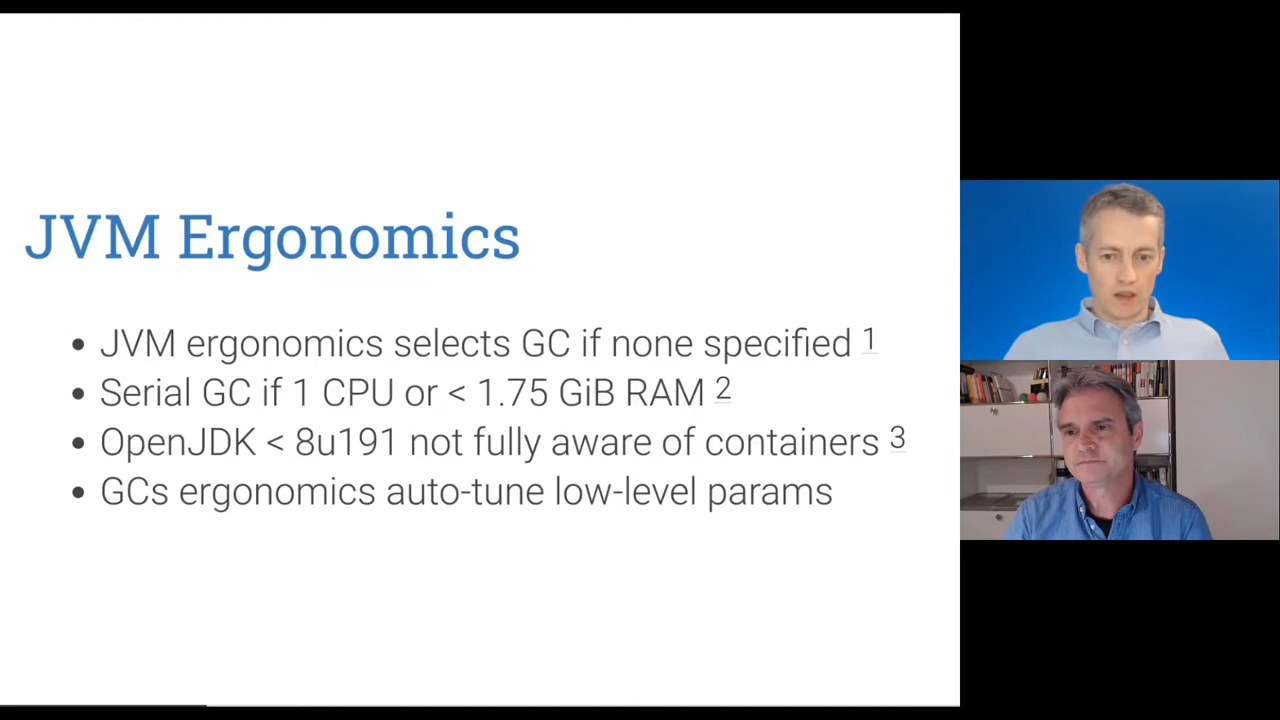 JVM Ergonomics
• JVM ergonomics selects GC if none specified 1
• Serial GC if 1 CPU or < 1.75 GiB RAM 2
• OpenJDK < 8u191 not fully aware of containers 3
• GCs ergonomics auto-tune low-level params